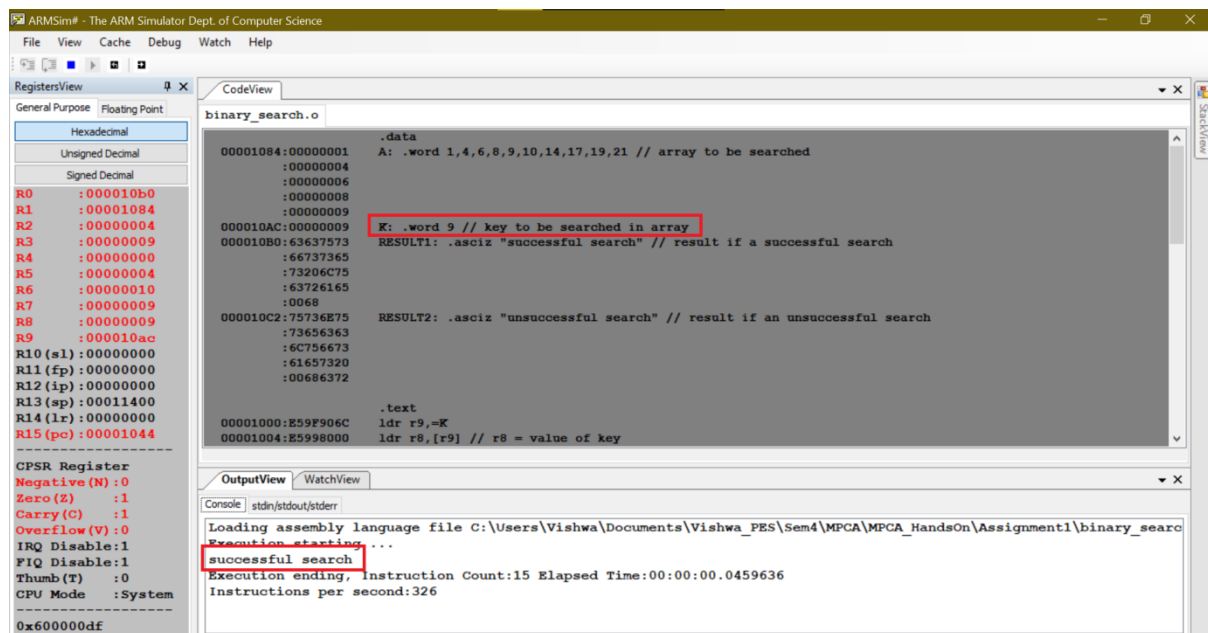 ARMSim# - The ARM Simulator Dept. of Computer Science
File View Cache Debug Watch Help
RegistersView
General Purpose Floating Point
Hexadecimal
Unsigned Decimal
Signed Decimal
R0 :000010b0
R1 :00001084
R2 :00000004
R3 :00000009
R4 :00000000
R5 :00000004
R6 :00000010
R7 :00000009
R8 :00000009
R9 :000010ac
R10(sl):00000000
R11(fp):00000000
R12(ip):00000000
R13(sp):00011400
R14(lr):00000000
R15(pc):00001044
-------------------
CPSR Register
Negative(N):0
Zero(Z) :1
Carry(C) :1
Overflow(V):0
IRQ Disable:1
FIQ Disable:1
Thumb(T) :0
CPU Mode :System
-------------------
0x600000df
CodeView
binary_search.o
.data
00001084:00000001 A: .word 1,4,6,8,9,10,14,17,19,21 // array to be searched
:00000004
:00000006
:00000008
:00000009
000010AC:00000009 K: .word 9 // key to be searched in array
000010B0:63637573 RESULT1: .asciz "successful search" // result if a successful search
:66737365
:73206C75
:63726165
:0068
000010C2:75736E75 RESULT2: .asciz "unsuccessful search" // result if an unsuccessful search
:73656363
:6C756673
:61657320
:00686372
.text
00001000:E59F906C ldr r9,=K
00001004:E5998000 ldr r8,[r9] // r8 = value of key
OutputView WatchView
Console stdin/stdout/stderr
Loading assembly language file C:\Users\Vishwa\Documents\Vishwa_PES\Sem4\MPCA\MPCA_HandsOn\Assignment1\binary_searc
Execution starting ...
successful search
Execution ending, Instruction Count:15 Elapsed Time:00:00:00.0459636
Instructions per second:326
StackView